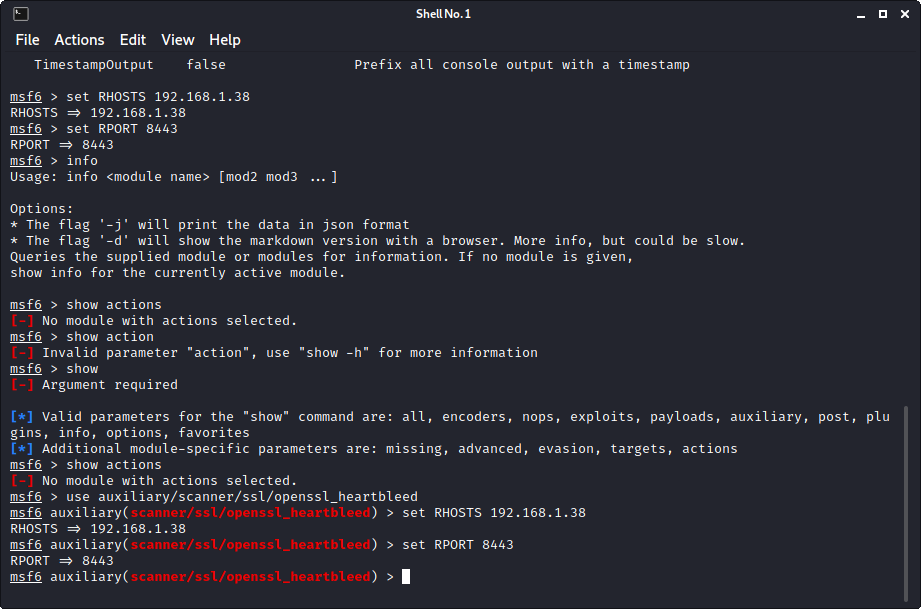 Shell No. 1
File Actions Edit View Help
TimestampOutput false Prefix all console output with a timestamp
msf6 > set RHOSTS 192.168.1.38
RHOSTS ⇒ 192.168.1.38
msf6 > set RPORT 8443
RPORT ⇒ 8443
msf6 > info
Usage: info <module name> [mod2 mod3 ...]
Options:
* The flag '-j' will print the data in json format
* The flag '-d' will show the markdown version with a browser. More info, but could be slow.
Queries the supplied module or modules for information. If no module is given,
show info for the currently active module.
msf6 > show actions
[-] No module with actions selected.
msf6 > show action
[-] Invalid parameter "action", use "show -h" for more information
msf6 > show
[-] Argument required
[*] Valid parameters for the "show" command are: all, encoders, nops, exploits, payloads, auxiliary, post, plu
gins, info, options, favorites
[*] Additional module-specific parameters are: missing, advanced, evasion, targets, actions
msf6 > show actions
[-] No module with actions selected.
msf6 > use auxiliary/scanner/ssl/openssl_heartbleed
msf6 auxiliary(scanner/ssl/openssl_heartbleed) > set RHOSTS 192.168.1.38
RHOSTS ⇒ 192.168.1.38
msf6 auxiliary(scanner/ssl/openssl_heartbleed) > set RPORT 8443
RPORT ⇒ 8443
msf6 auxiliary(scanner/ssl/openssl_heartbleed) >